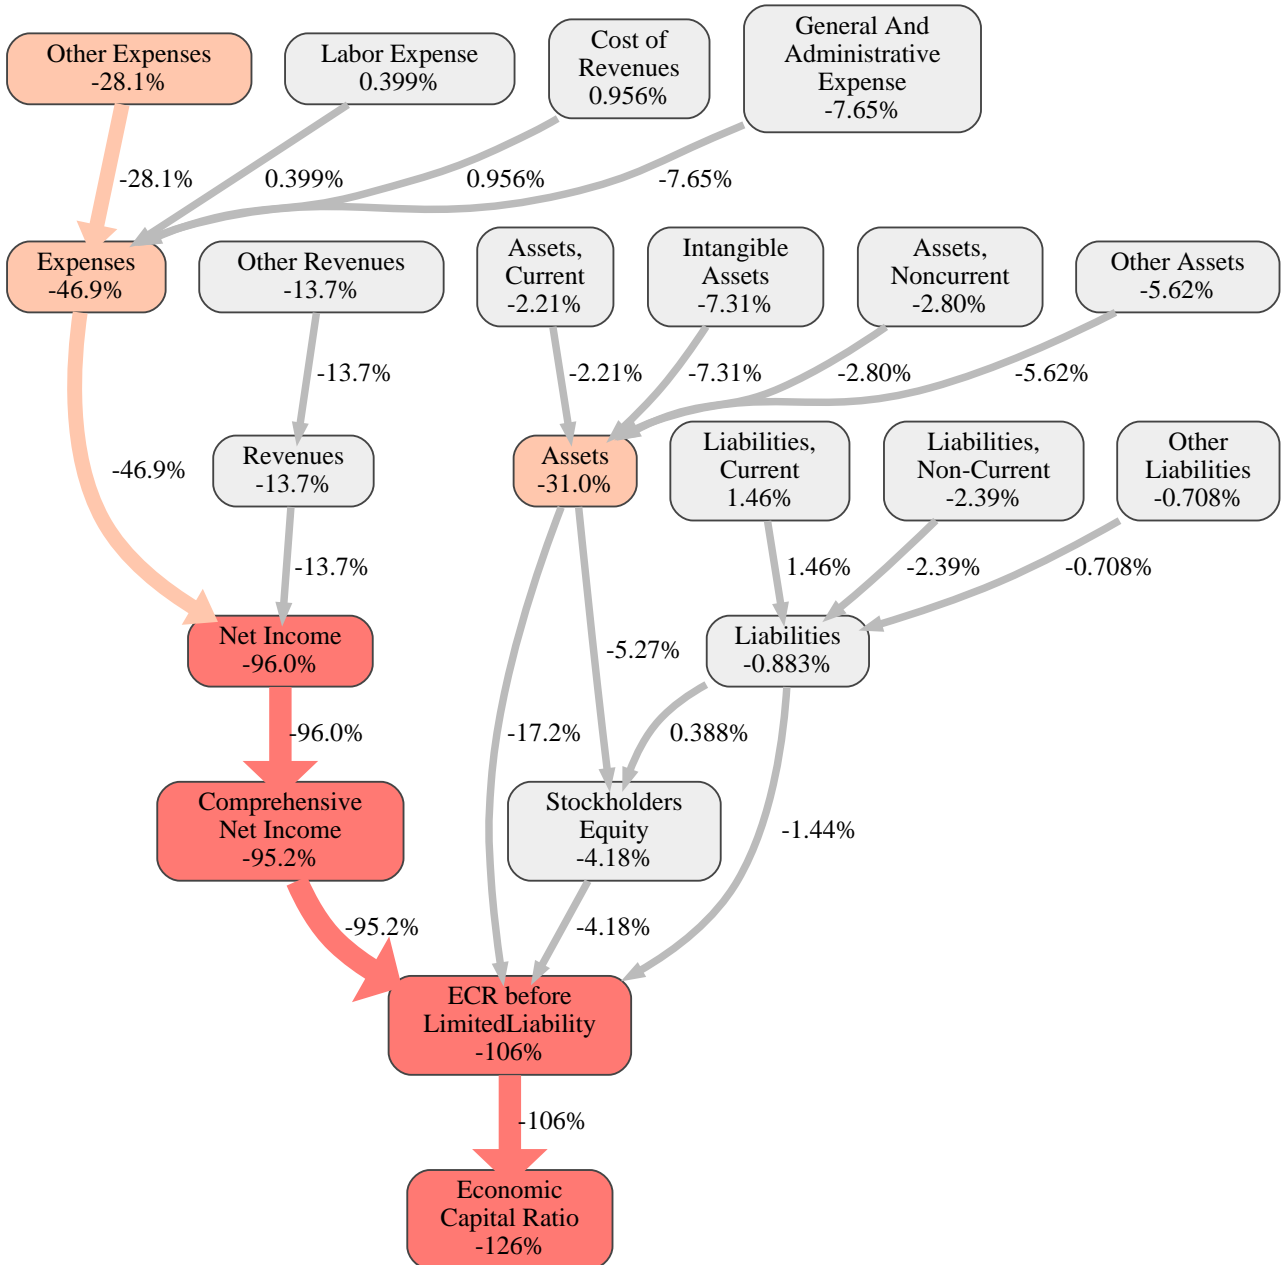 Other Expenses
-28.1%
Labor Expense
0.399%
Cost of
Revenues
0.956%
General And
Administrative
Expense
-7.65%
-28.1%
0.399%
0.956%
-7.65%
Expenses
-46.9%
Other Revenues
-13.7%
Assets,
Current
-2.21%
Intangible
Assets
-7.31%
Assets,
Noncurrent
-2.80%
Other Assets
-5.62%
-13.7%
-2.21%
-7.31%
-2.80%
-5.62%
-46.9%
Revenues
-13.7%
Assets
-31.0%
Liabilities,
Current
1.46%
Liabilities,
Non-Current
-2.39%
Other
Liabilities
-0.708%
-13.7%
1.46%
-2.39%
-0.708%
Net Income
-96.0%
-5.27%
Liabilities
-0.883%
-96.0%
-17.2%
0.388%
Comprehensive
Net Income
-95.2%
Stockholders
Equity
-4.18%
-1.44%
-95.2%
-4.18%
ECR before
LimitedLiability
-106%
-106%
Economic
Capital Ratio
-126%